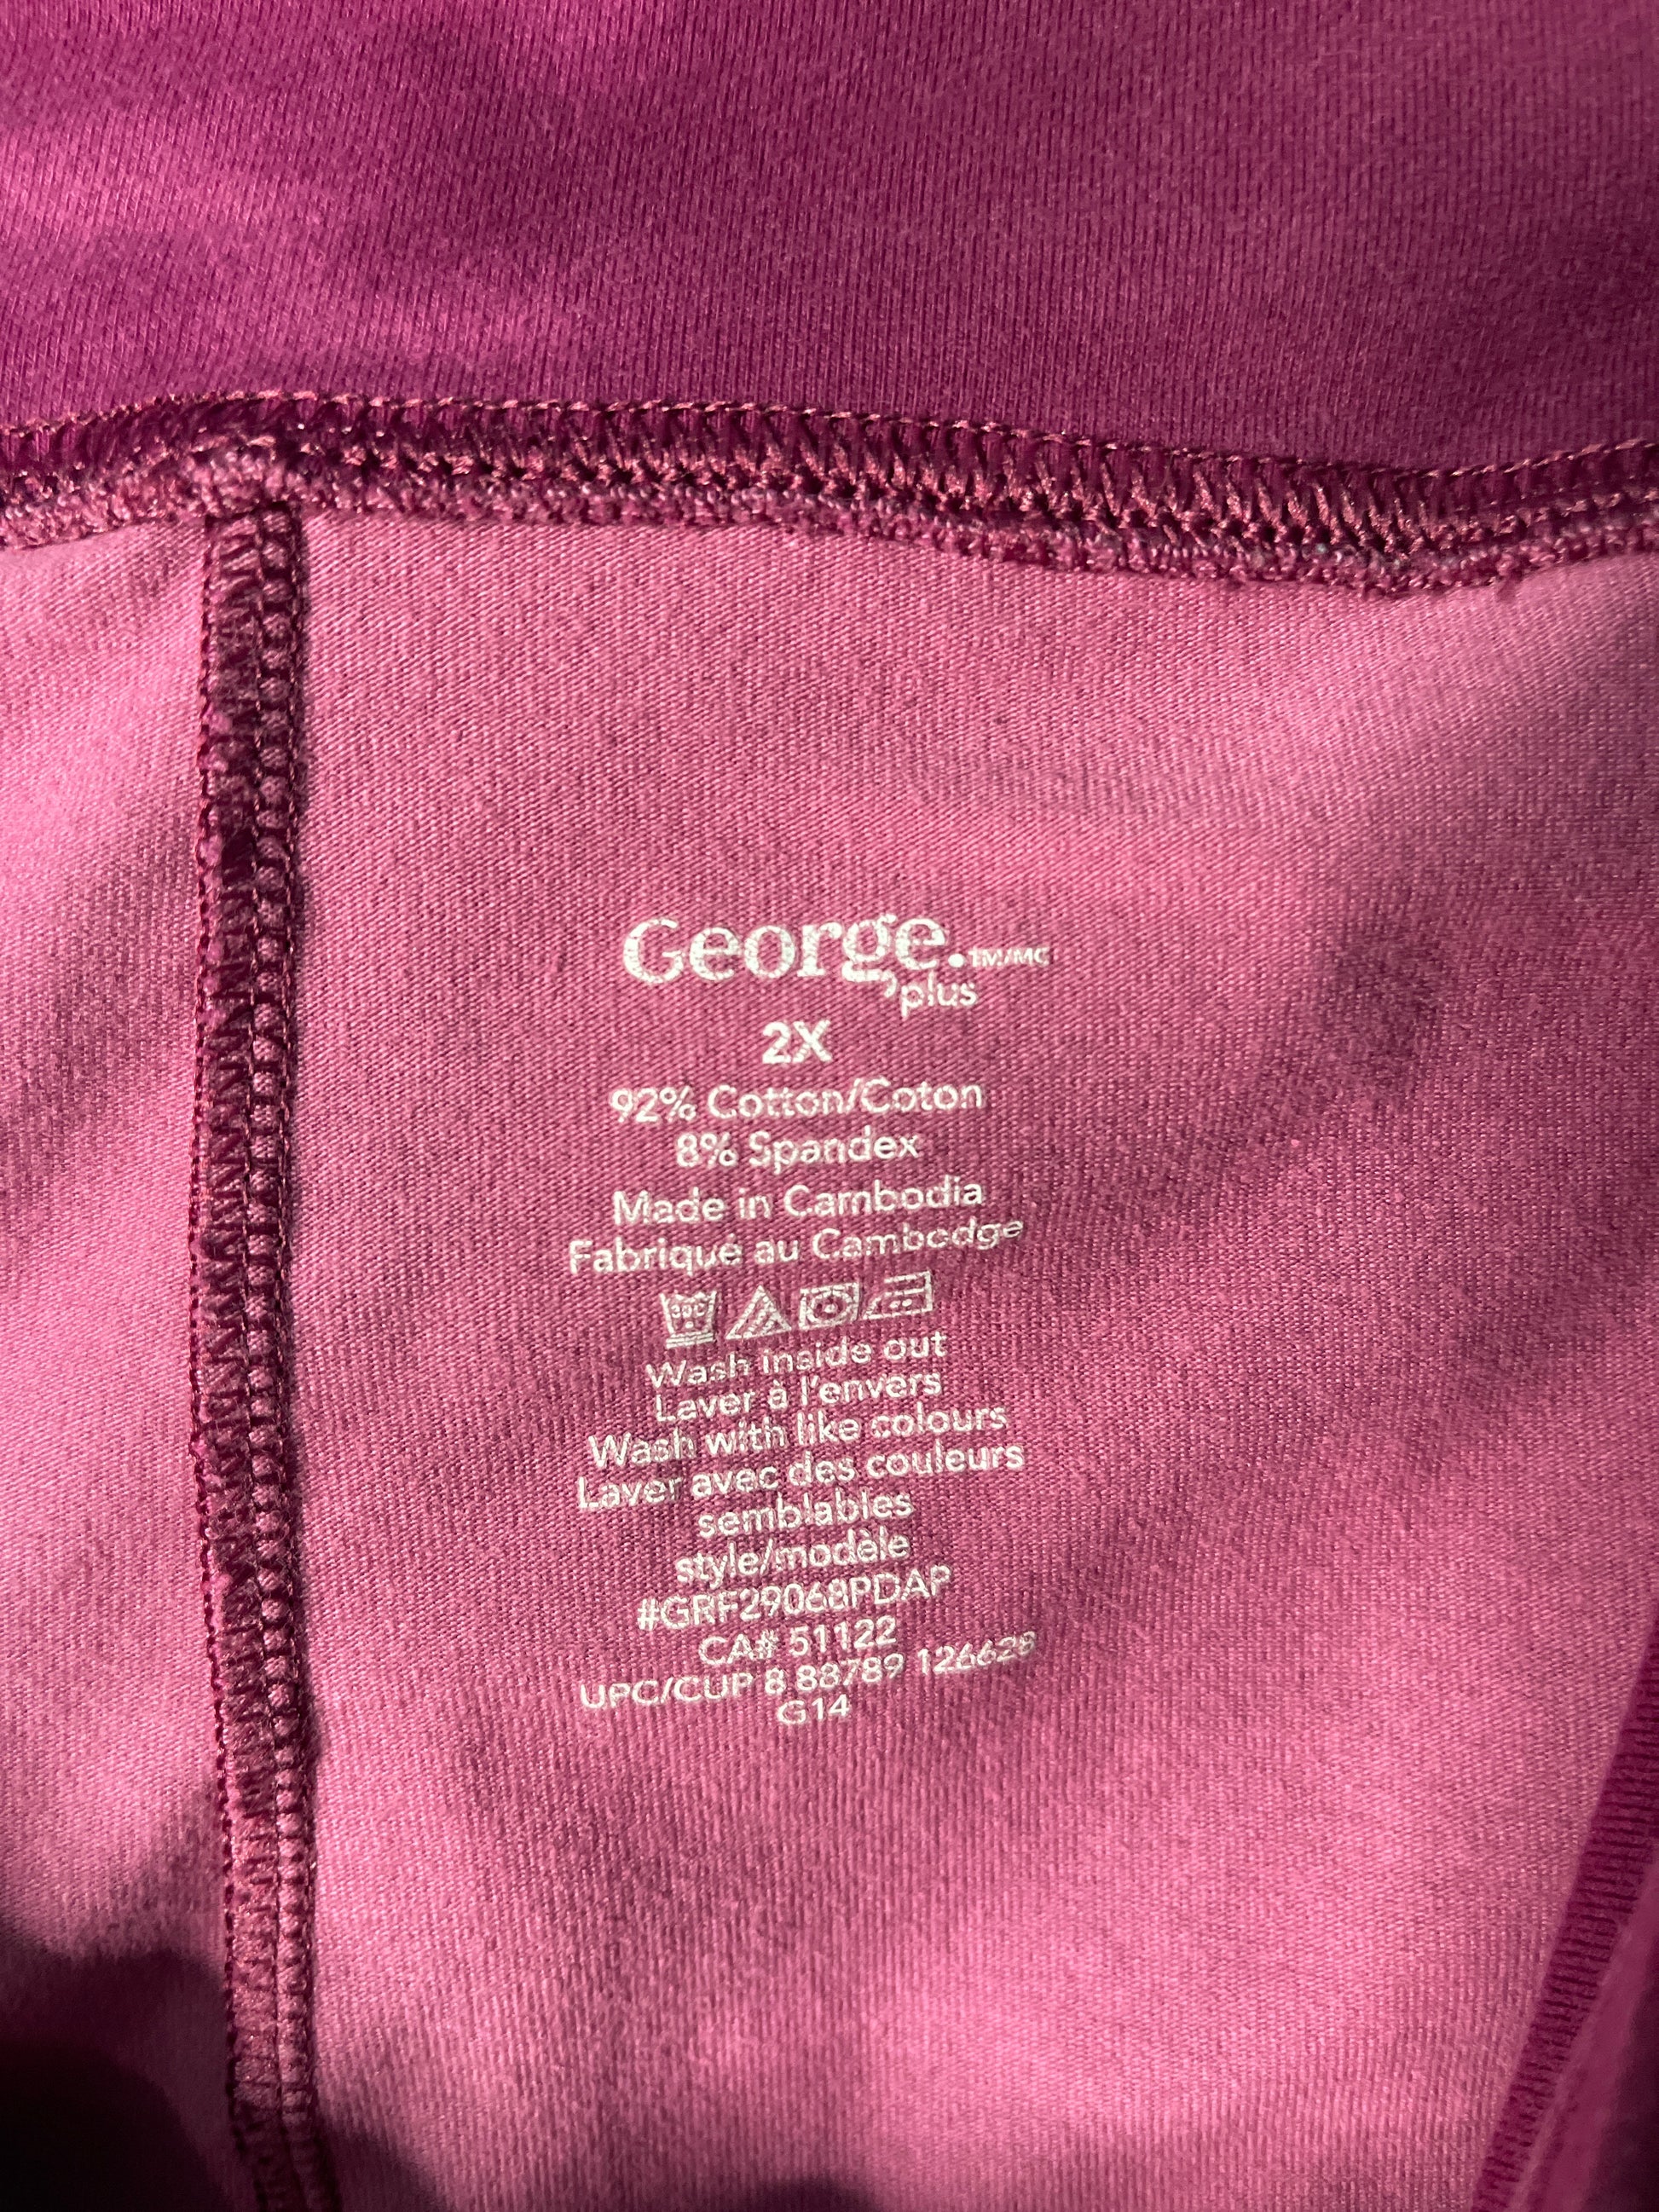 George.TM/MC
plus
2X
92% Cotton/Coton
8% Spandex
Made in Cambodia
Fabriqué au Cambodge
30C
Wash inside out
Laver à l'envers
Wash with like colours
Laver avec des couleurs
semblables
style/modèle
#GRF29068PDAP
CA# 51122
UPC/CUP 8 88789 126628
G14